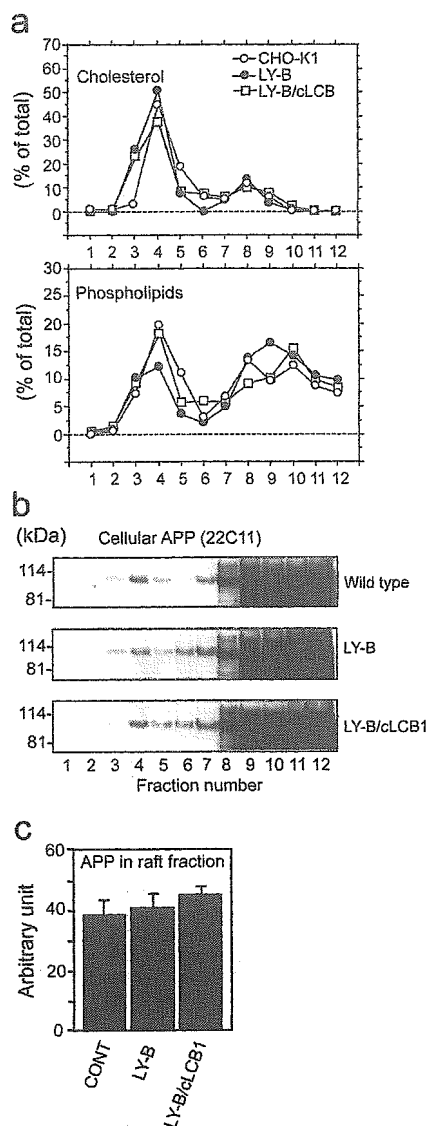 a
Cholesterol
CHO-K1
LY-B
LY-B/cLCB
(% of total)
70
60
50
40
30
20
10
0
1 2 3 4 5 6 7 8 9 10 11 12
Phospholipids
(% of total)
30
25
20
15
10
5
0
1 2 3 4 5 6 7 8 9 10 11 12
b
(kDa) Cellular APP (22C11)
114-
81-
Wild type
114-
81-
LY-B
114-
81-
LY-B/cLCB1
1 2 3 4 5 6 7 8 9 10 11 12
Fraction number
c
APP in raft fraction
Arbitrary unit
60
40
20
0
CONT
LY-B
LY-B/cLCB1